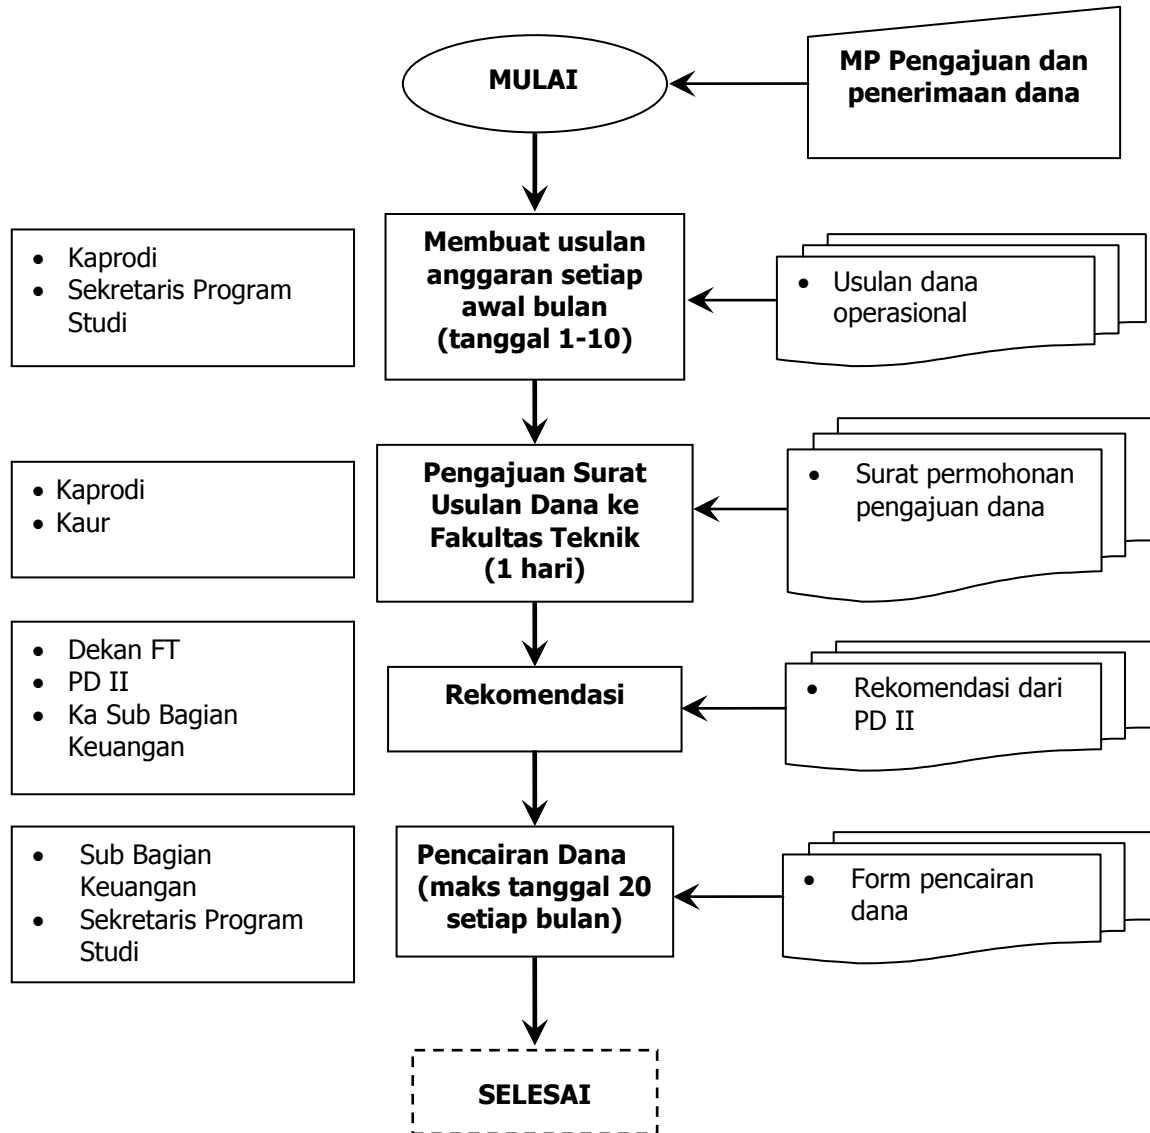 MULAI
MP Pengajuan dan
penerimaan dana
• Kaprodi
• Sekretaris Program
Studi
Membuat usulan
anggaran setiap
awal bulan
(tanggal 1-10)
• Usulan dana
operasional
• Kaprodi
• Kaur
Pengajuan Surat
Usulan Dana ke
Fakultas Teknik
(1 hari)
• Surat permohonan
pengajuan dana
• Dekan FT
• PD II
• Ka Sub Bagian
Keuangan
Rekomendasi
• Rekomendasi dari
PD II
• Sub Bagian
Keuangan
• Sekretaris Program
Studi
Pencairan Dana
(maks tanggal 20
setiap bulan)
• Form pencairan
dana
SELESAI